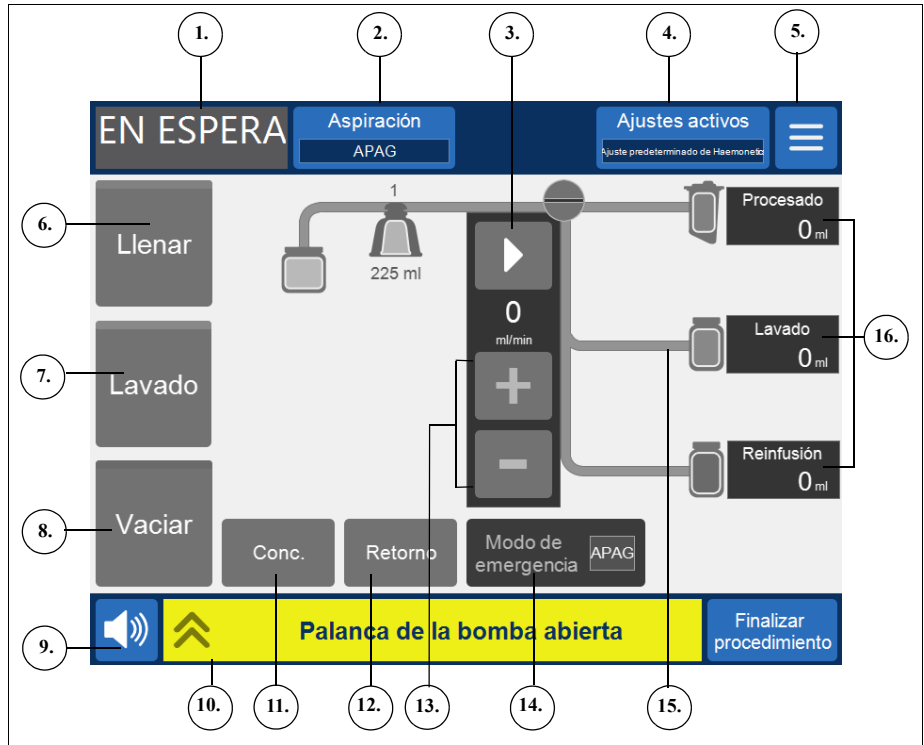 1.
2.
3.
4.
5.
EN ESPERA
Aspiración
APAG
Ajustes activos
Ajuste predeterminado de Haemonetic
6.
Llenar
1
225 ml
Procesado
0 ml
0
ml/min
7.
Lavado
+
−
Lavado
0 ml
16.
Reinfusión
0 ml
8.
Vaciar
Conc.
Retorno
Modo de
emergencia
APAG
9.
Palanca de la bomba abierta
Finalizar
procedimiento
10.
11.
12.
13.
14.
15.